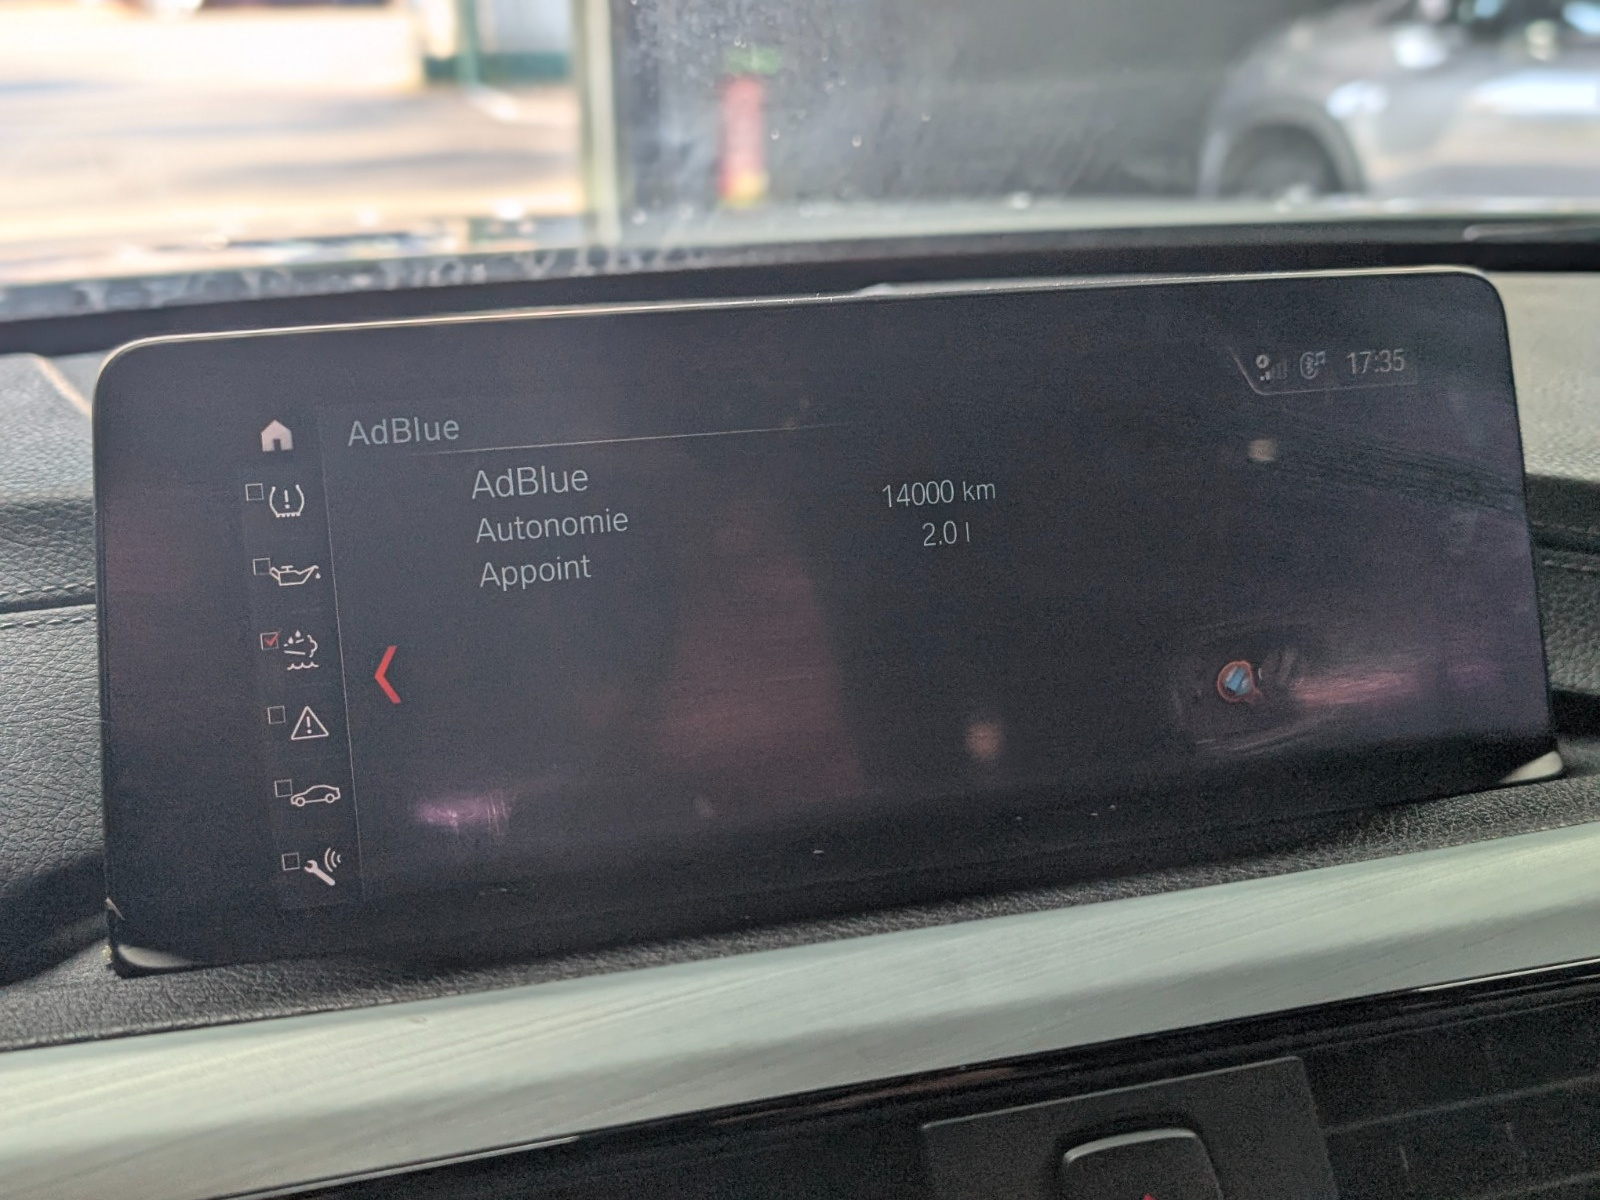 17:35
AdBlue
AdBlue
Autonomie 14000 km
Appoint 2.0 l